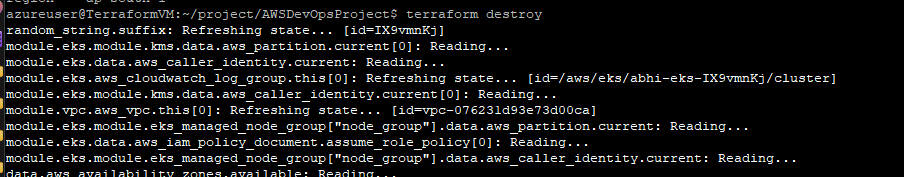 azureuser@TerraformVM:~/project/AWSDevOpsProject$ terraform destroy
random_string.suffix: Refreshing state... [id=IX9vmnKj]
module.eks.module.kms.data.aws_partition.current[0]: Reading...
module.eks.data.aws_caller_identity.current: Reading...
module.eks.aws_cloudwatch_log_group.this[0]: Refreshing state... [id=/aws/eks/abhi-eks-IX9vmnKj/cluster]
module.eks.module.kms.data.aws_caller_identity.current[0]: Reading...
module.vpc.aws_vpc.this[0]: Refreshing state... [id=vpc-076231d93e73d00ca]
module.eks.module.eks_managed_node_group["node_group"].data.aws_partition.current: Reading...
module.eks.data.aws_iam_policy_document.assume_role_policy[0]: Reading...
module.eks.module.eks_managed_node_group["node_group"].data.aws_caller_identity.current: Reading...
data.aws_availability_zones.available: Reading...